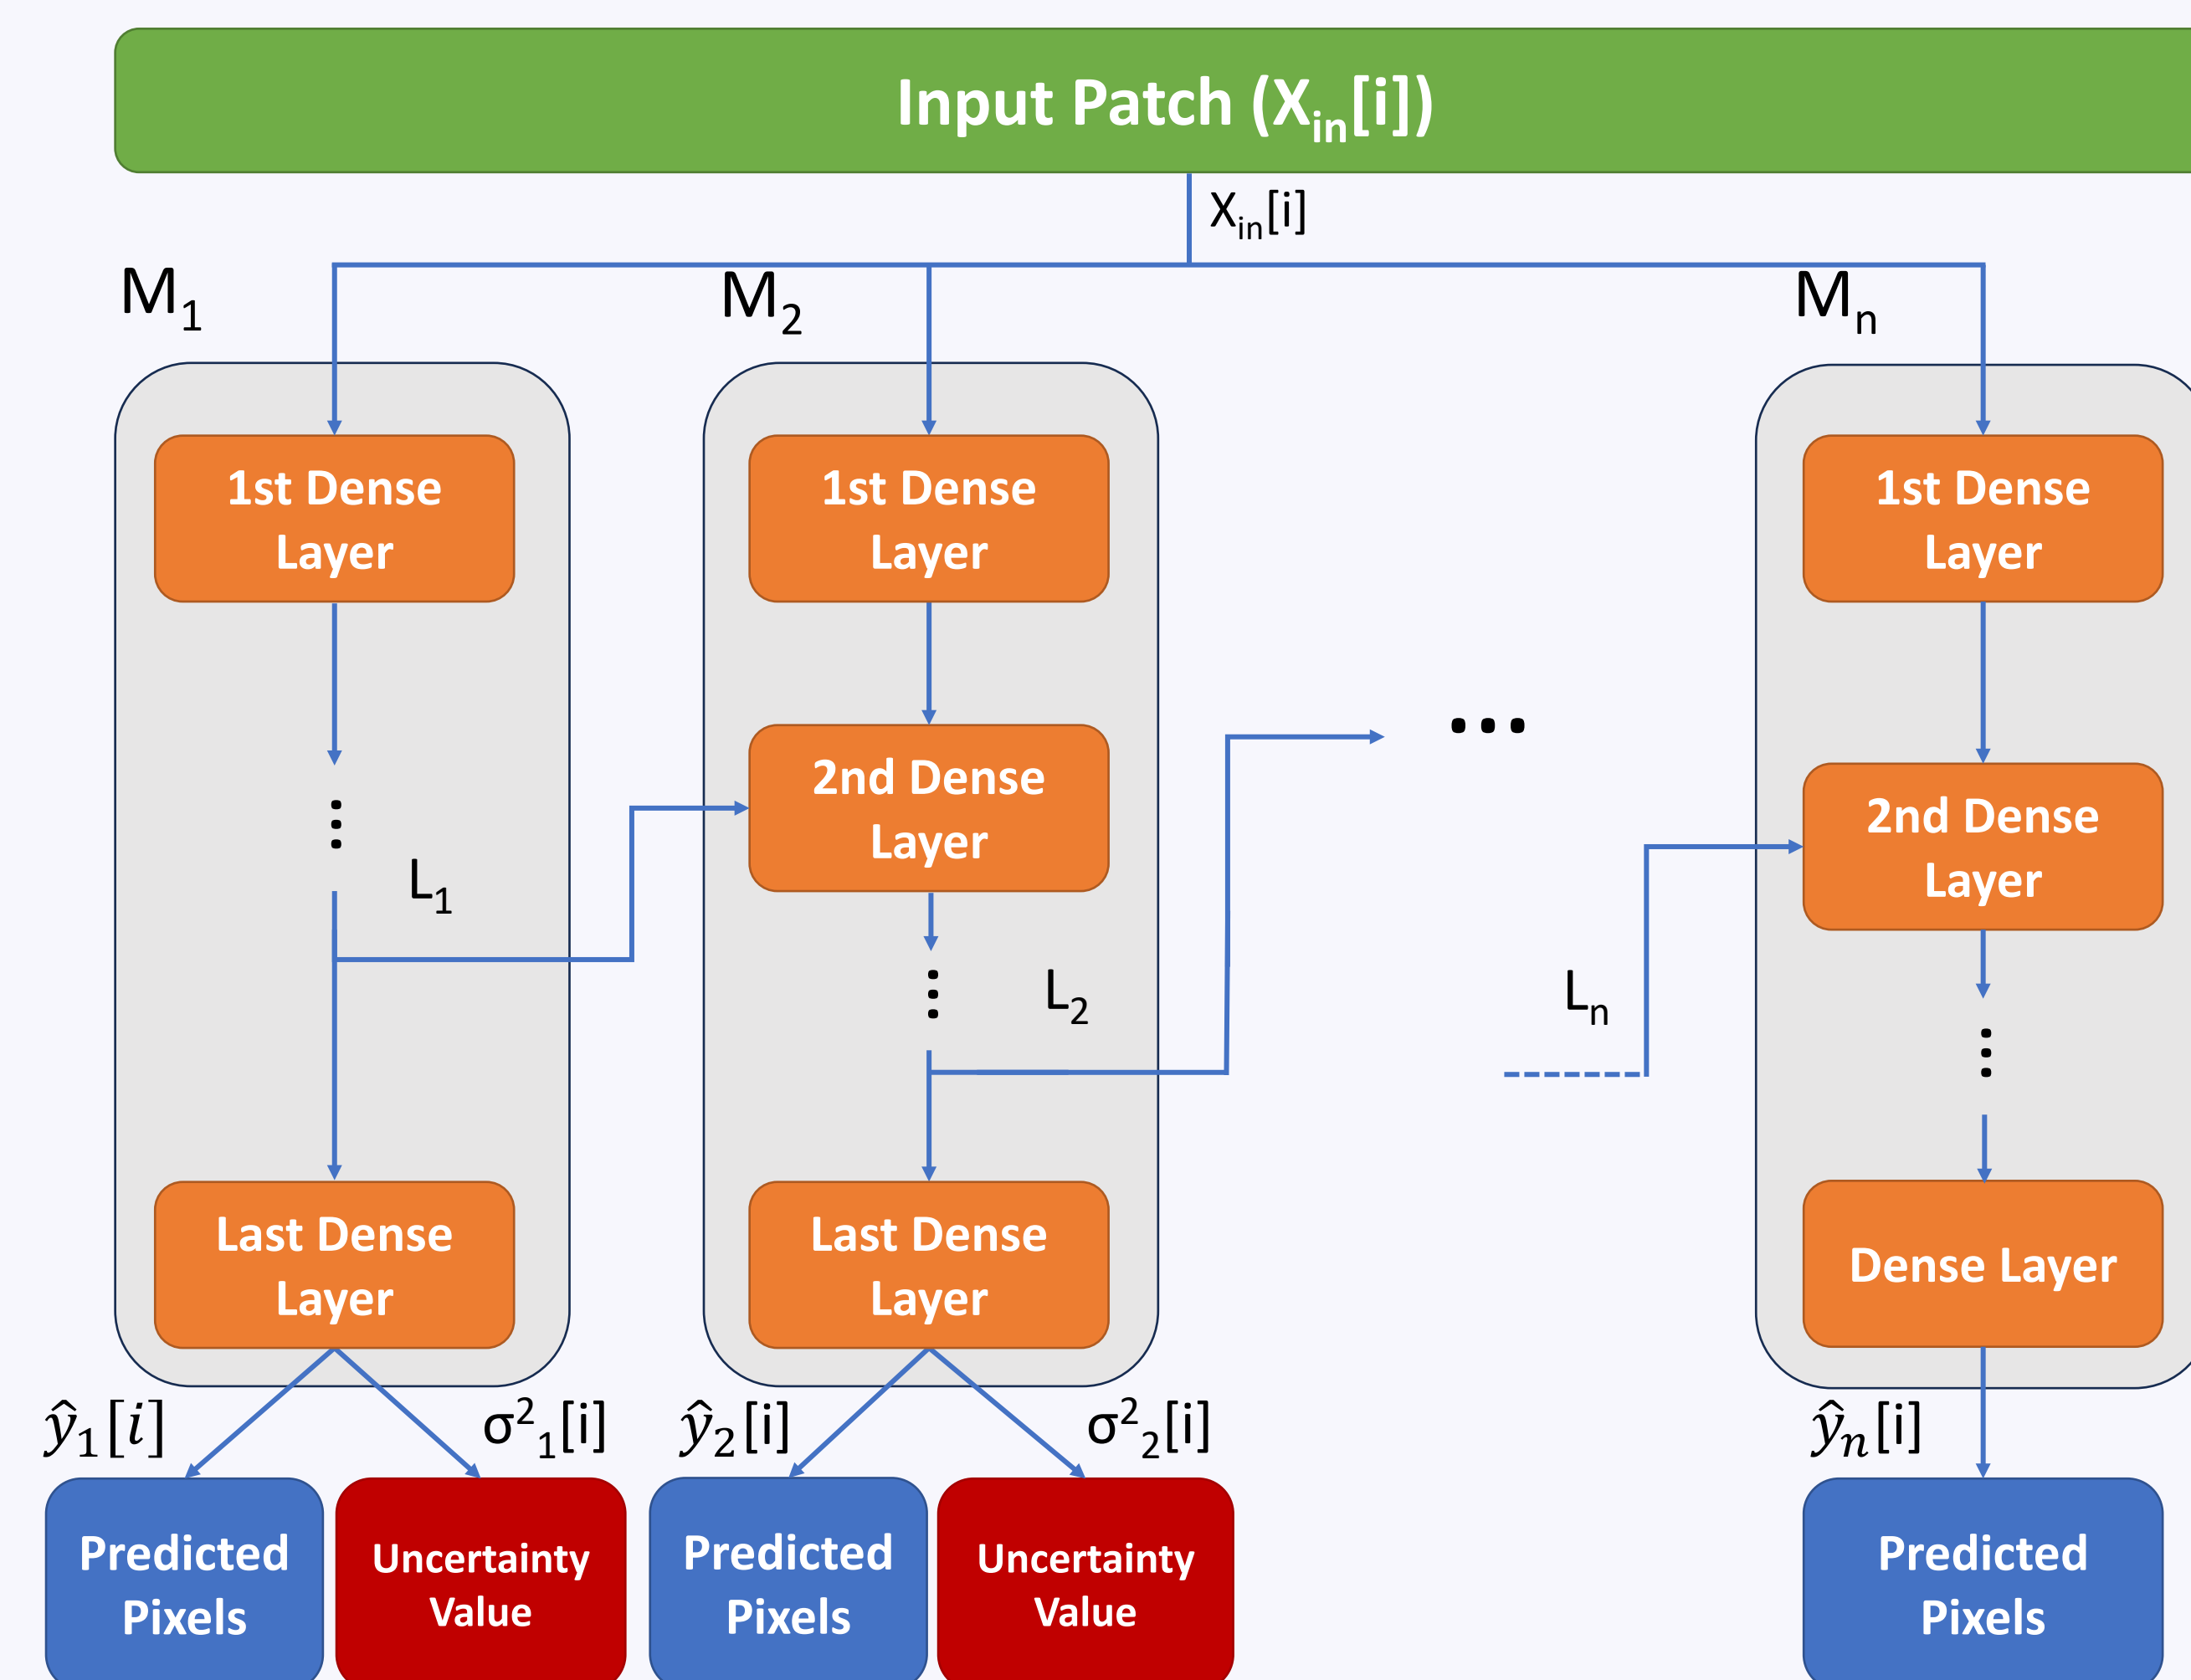 Input Patch (Xin[i])
Xin[i]
M1
M2
Mn
1st Dense
Layer
1st Dense
Layer
1st Dense
Layer
...
2nd Dense
Layer
2nd Dense
Layer
L1
L2
Ln
Last Dense
Layer
Last Dense
Layer
Dense Layer
ŷ1[i]
σ²1[i]
ŷ2[i]
σ²2[i]
ŷn[i]
Predicted
Pixels
Uncertainty
Value
Predicted
Pixels
Uncertainty
Value
Predicted
Pixels